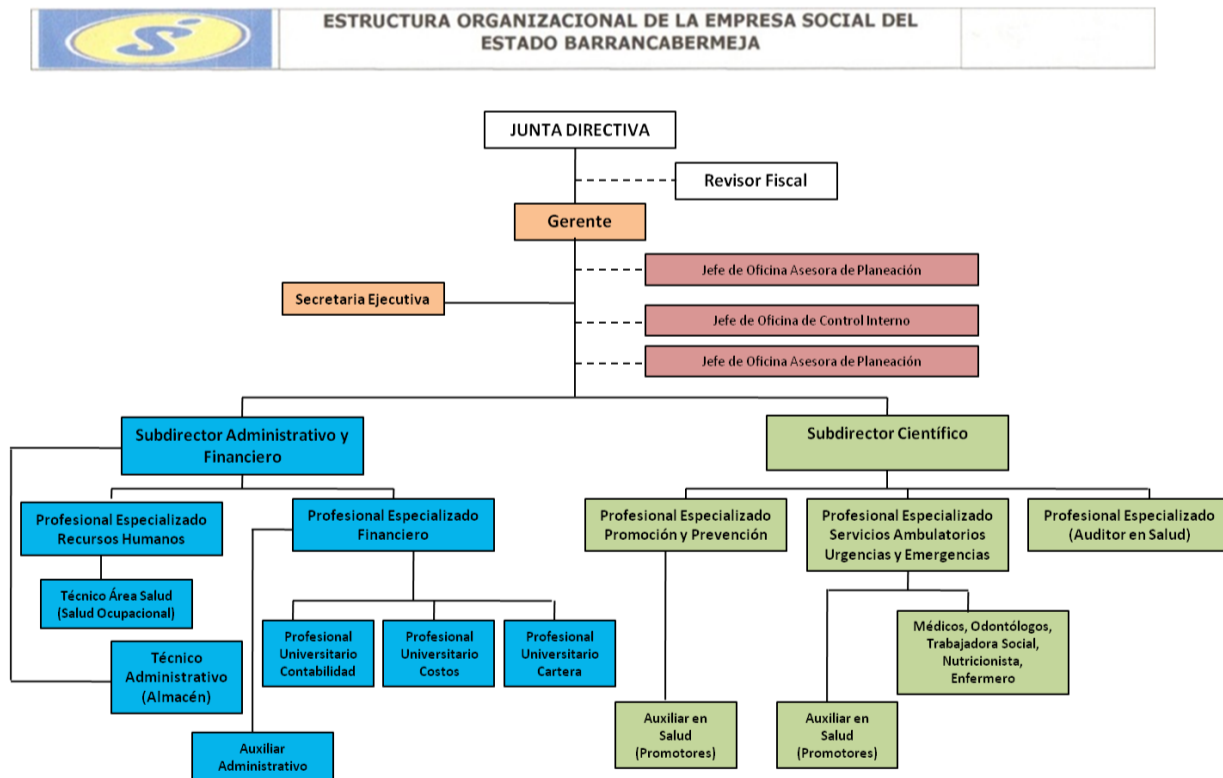 ESTRUCTURA ORGANIZACIONAL DE LA EMPRESA SOCIAL DEL
ESTADO BARRANCABERMEJA
JUNTA DIRECTIVA
Revisor Fiscal
Gerente
Jefe de Oficina Asesora de Planeación
Secretaria Ejecutiva
Jefe de Oficina de Control Interno
Jefe de Oficina Asesora de Planeación
Subdirector Administrativo y
Financiero
Subdirector Científico
Profesional Especializado
Recursos Humanos
Profesional Especializado
Financiero
Profesional Especializado
Promoción y Prevención
Profesional Especializado
Servicios Ambulatorios
Urgencias y Emergencias
Profesional Especializado
(Auditor en Salud)
Técnico Área Salud
(Salud Ocupacional)
Técnico
Administrativo
(Almacén)
Profesional
Universitario
Contabilidad
Profesional
Universitario
Costos
Profesional
Universitario
Cartera
Médicos, Odontólogos,
Trabajadora Social,
Nutricionista,
Enfermero
Auxiliar en
Salud
(Promotores)
Auxiliar en
Salud
(Promotores)
Auxiliar
Administrativo